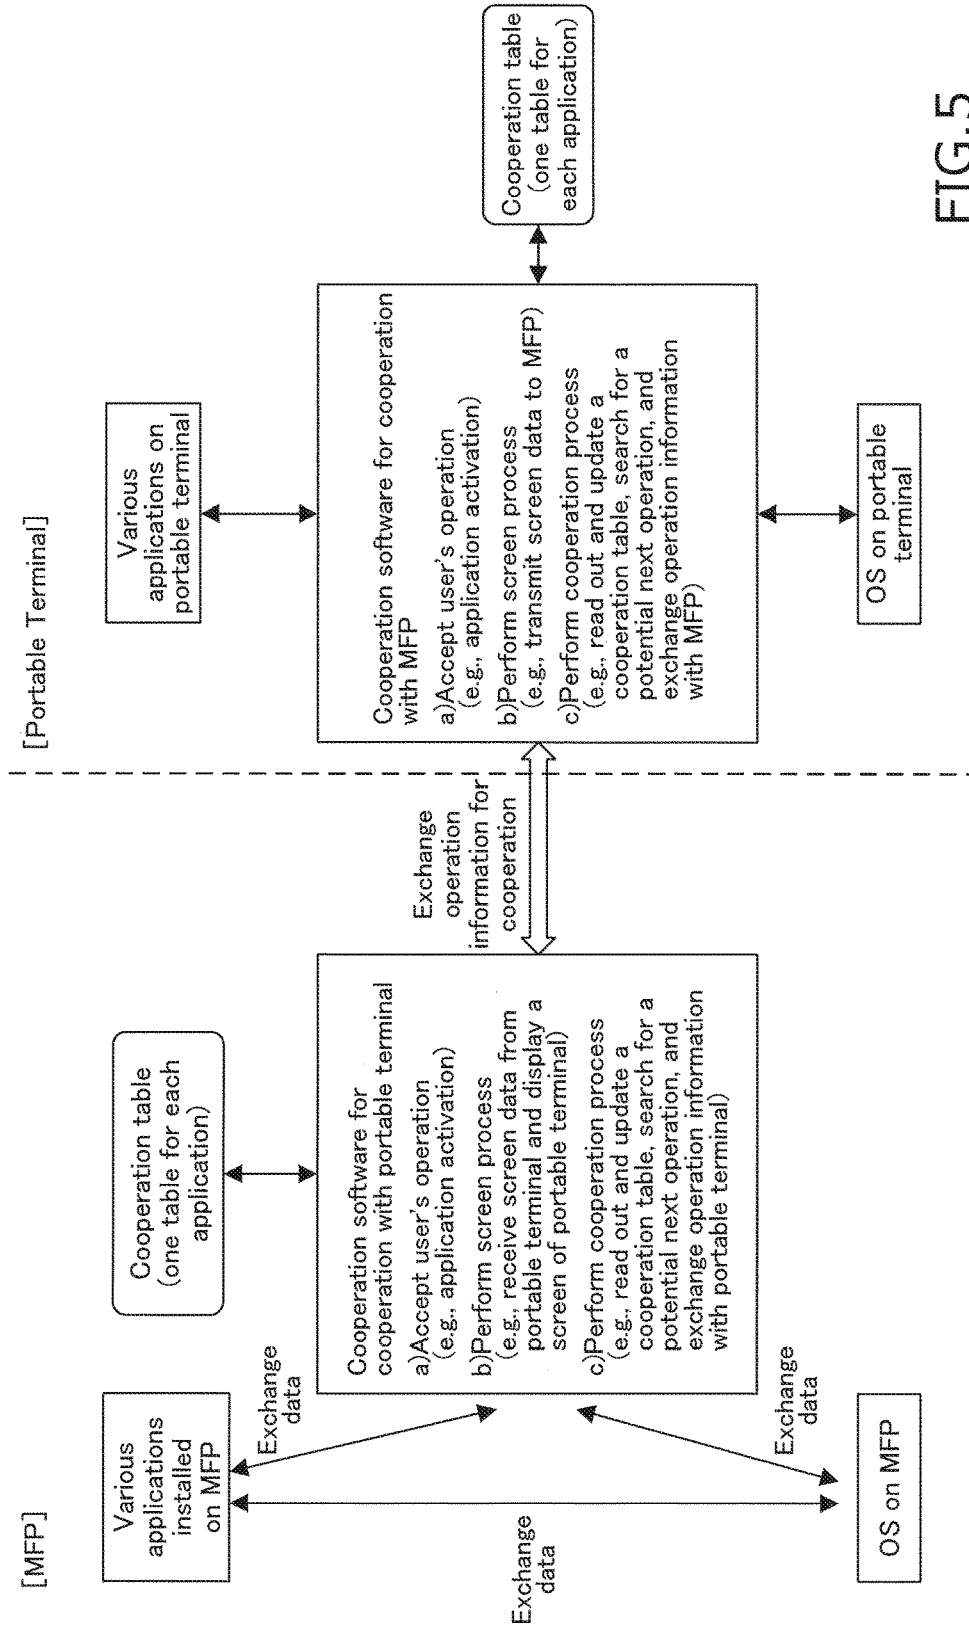 [MFP]
Various
applications
installed
on MFP
Exchange
data
Exchange
data
Exchange
data
OS on MFP
Cooperation table
(one table for each
application)
Cooperation software for
cooperation with portable terminal
a)Accept user's operation
(e.g., application activation)
b)Perform screen process
(e.g., receive screen data from
portable terminal and display a
screen of portable terminal)
c)Perform cooperation process
(e.g., read out and update a
cooperation table, search for a
potential next operation, and
exchange operation information
with portable terminal)
Exchange
operation
information for
cooperation
[Portable Terminal]
Various
applications on
portable terminal
Cooperation software for cooperation
with MFP
a)Accept user's operation
(e.g., application activation)
b)Perform screen process
(e.g., transmit screen data to MFP)
c)Perform cooperation process
(e.g., read out and update a
cooperation table, search for a
potential next operation, and
exchange operation information
with MFP)
OS on portable
terminal
Cooperation table
(one table for
each application)
FIG.5